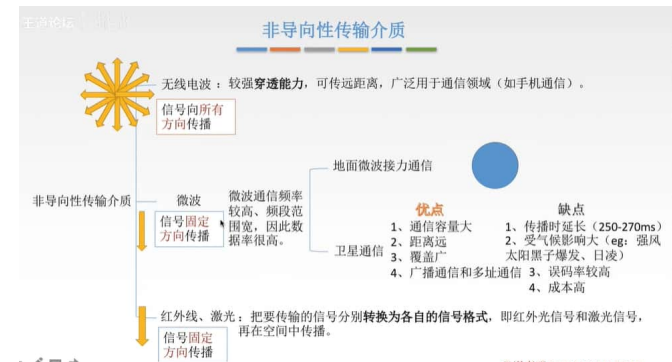 王道论坛
非导向性传输介质
无线电波：较强穿透能力，可传远距离，广泛用于通信领域（如手机通信）。
信号向所有
方向传播
非导向性传输介质
微波
信号固定
方向传播
微波通信频率
较高、频段范
围宽，因此数
据率很高。
地面微波接力通信
卫星通信
优点
1、通信容量大
2、距离远
3、覆盖广
4、广播通信和多址通信
缺点
1、传播时延长（250-270ms）
2、受气候影响大（eg：强风
太阳黑子爆发、日凌）
3、误码率较高
4、成本高
红外线、激光：把要传输的信号分别转换为各自的信号格式，即红外光信号和激光信号，
再在空间中传播。
信号固定
方向传播